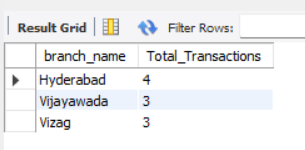 Result Grid Filter Rows:
branch_name Total_Transactions
Hyderabad 4
Vijayawada 3
Vizag 3